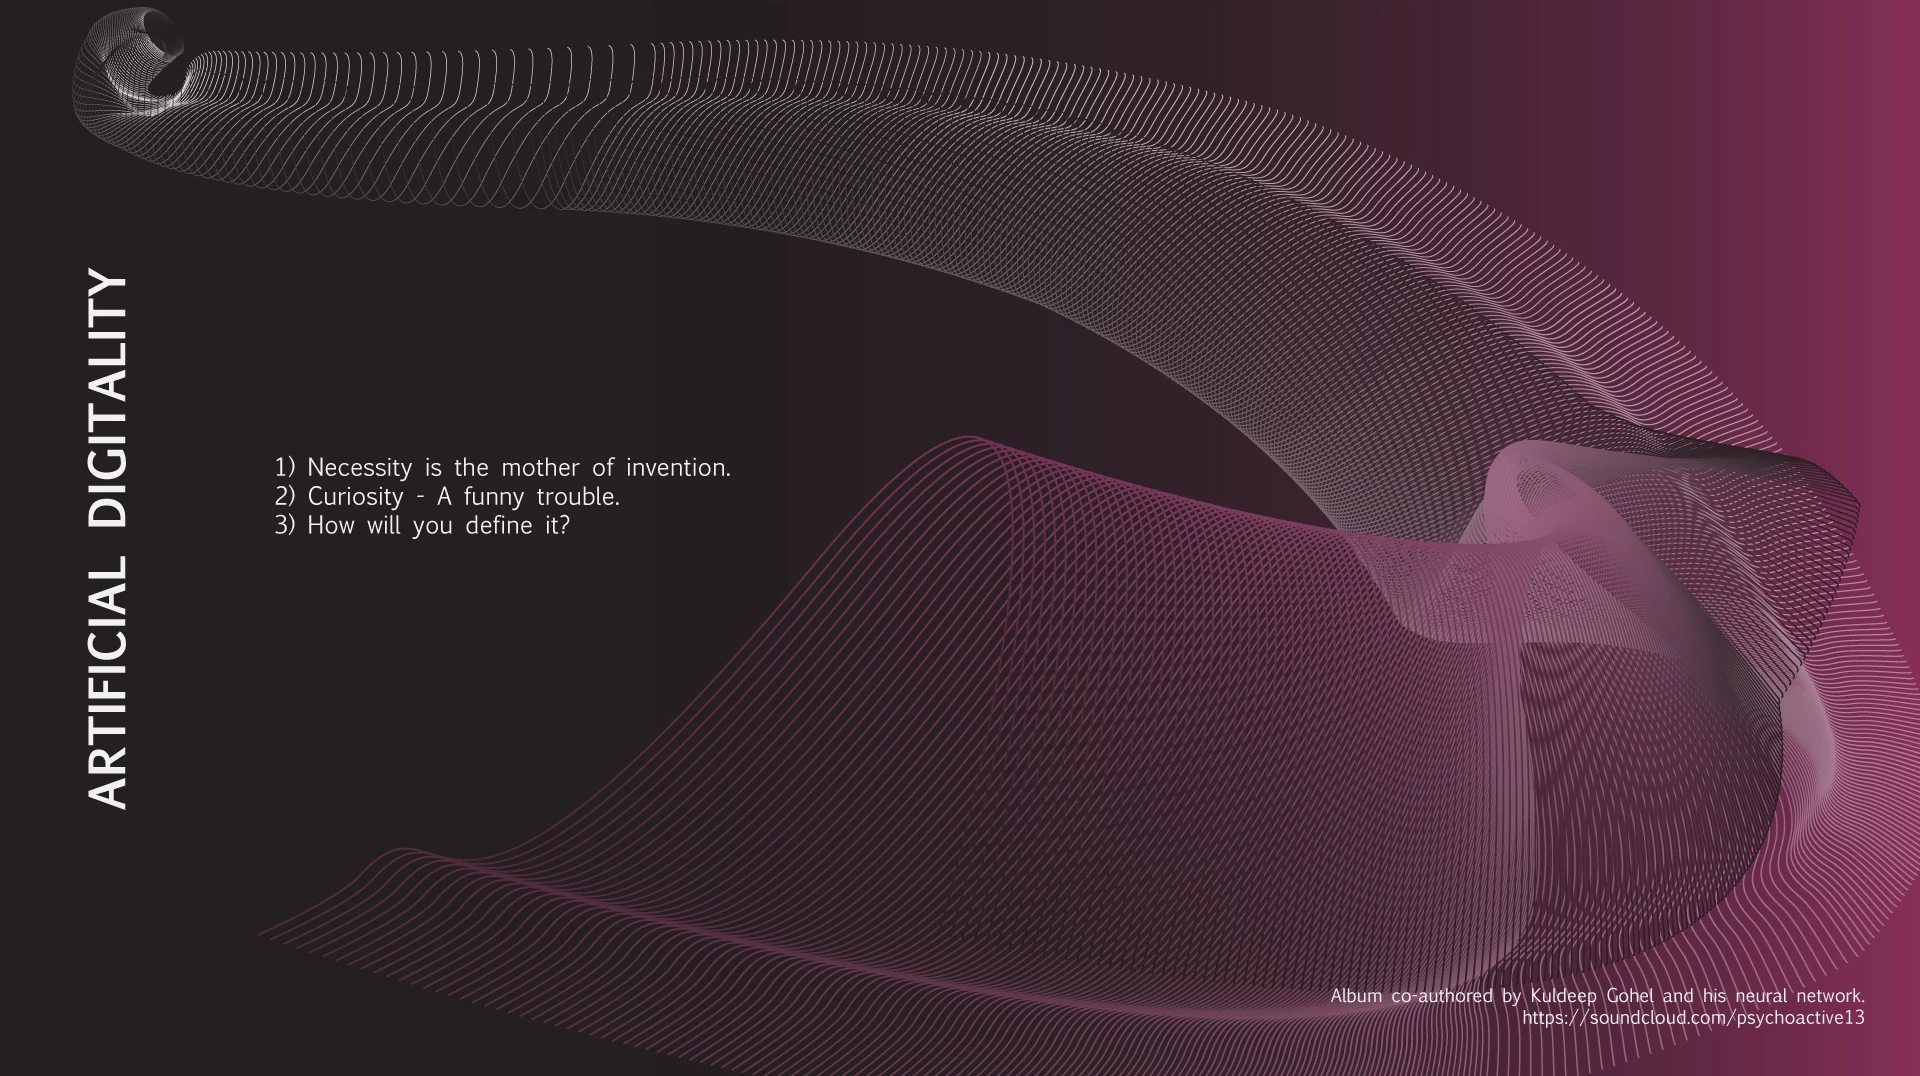 ARTIFICIAL DIGITALITY
1) Necessity is the mother of invention.
2) Curiosity - A funny trouble.
3) How will you define it?
Album co-authored by Kuldeep Gohel and his neural network.
https://soundcloud.com/psychoactive13